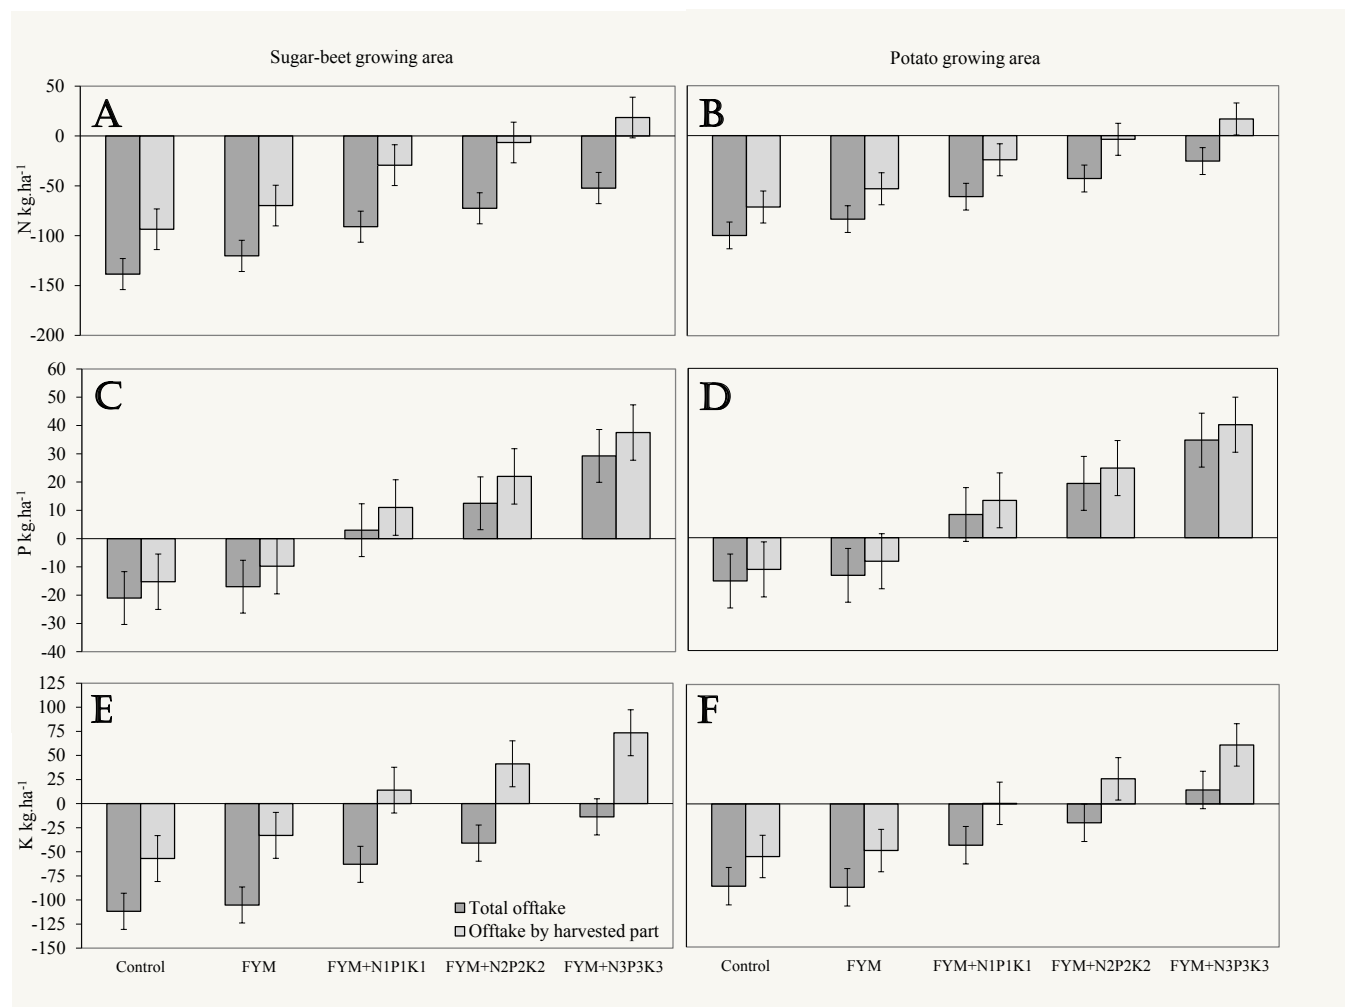 Sugar-beet growing area
Potato growing area
A
B
N kg.ha-1
50
0
-50
-100
-150
-200
C
D
P kg.ha-1
60
50
40
30
20
10
0
-10
-20
-30
-40
E
F
K kg.ha-1
125
100
75
50
25
0
-25
-50
-75
-100
-125
-150
Total offtake
Offtake by harvested part
Control FYM FYM+N1P1K1 FYM+N2P2K2 FYM+N3P3K3
Control FYM FYM+N1P1K1 FYM+N2P2K2 FYM+N3P3K3